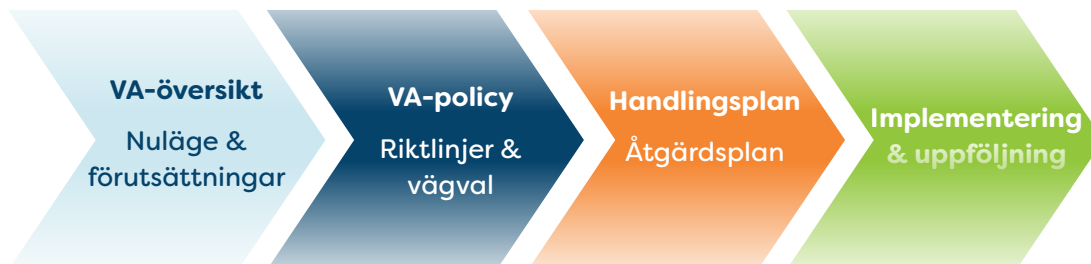 VA-översikt
Nuläge &
förutsättningar
VA-policy
Riktlinjer &
vägval
Handlingsplan
Åtgärdsplan
Implementering
& uppföljning